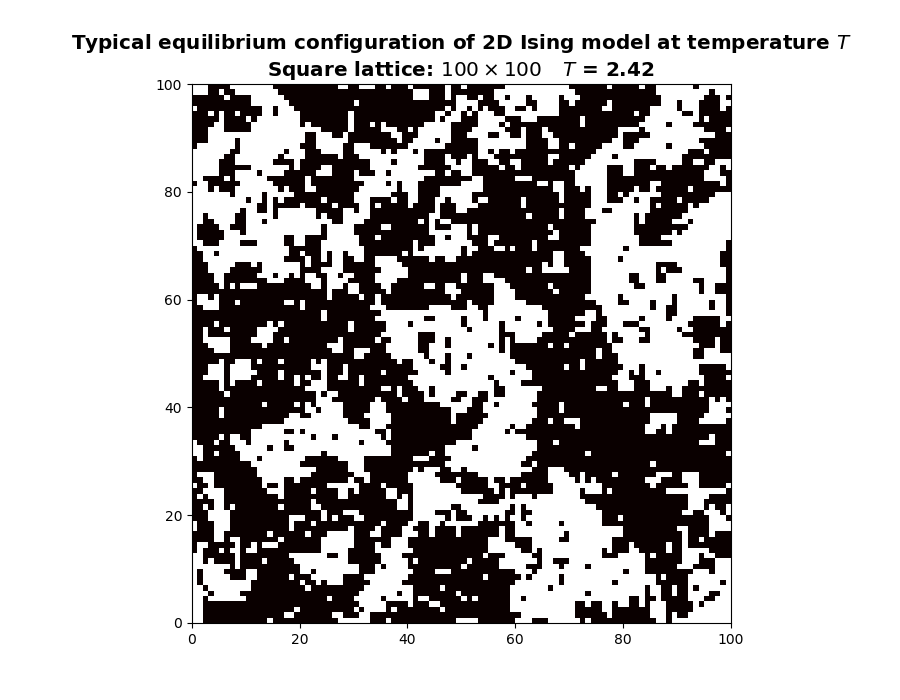 Typical equilibrium configuration of 2D Ising model at temperature T
Square lattice: 100 × 100 T = 2.42
100
80
60
40
20
0
0 20 40 60 80 100